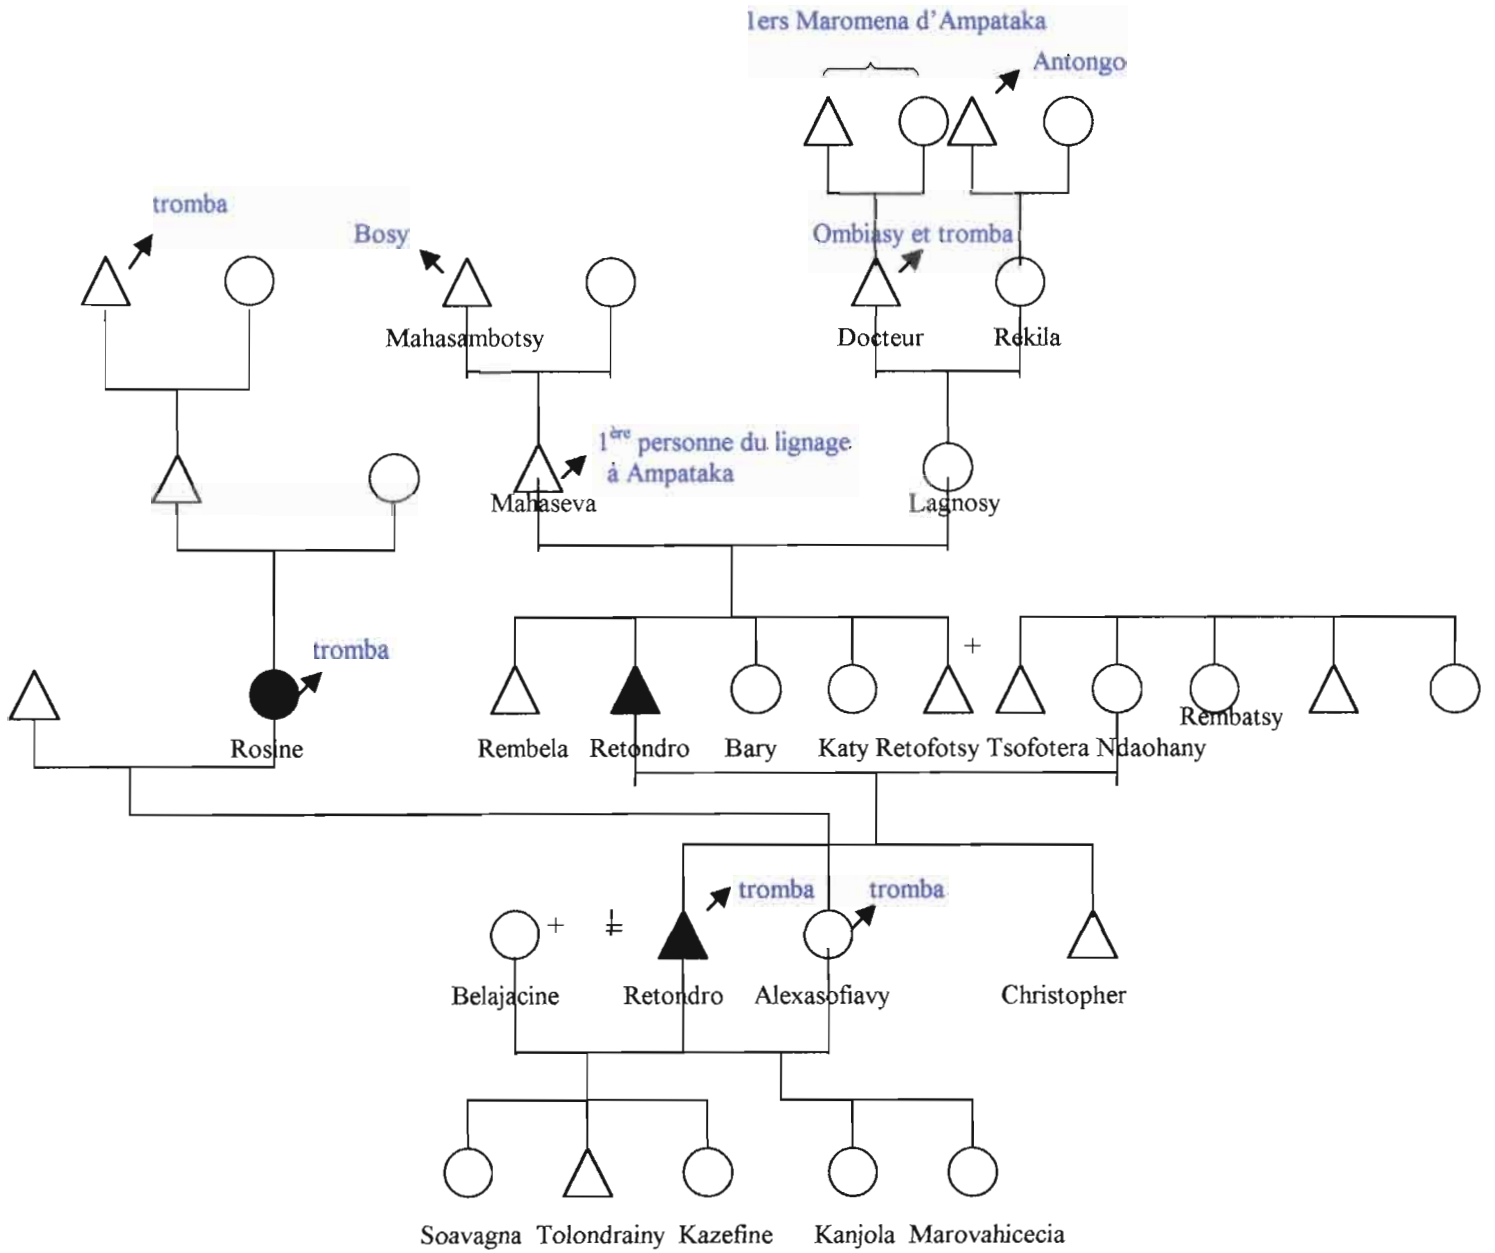 1ers Maromena d'Ampataka
Antongo
tromba
Bosy
Ombiasy et tromba
Mahasambotsy
Docteur
Rekila
1ère personne du lignage
à Ampataka
Mahaseva
Lagnosy
tromba
+
Rembatsy
Rosine
Rembela
Retondro
Bary
Katy
Retofotsy
Tsofotera
Ndaohany
tromba
tromba
+
Belajacine
Retondro
Alexasofiavy
Christopher
Soavagna
Tolondrainy
Kazefine
Kanjola
Marovahicecia